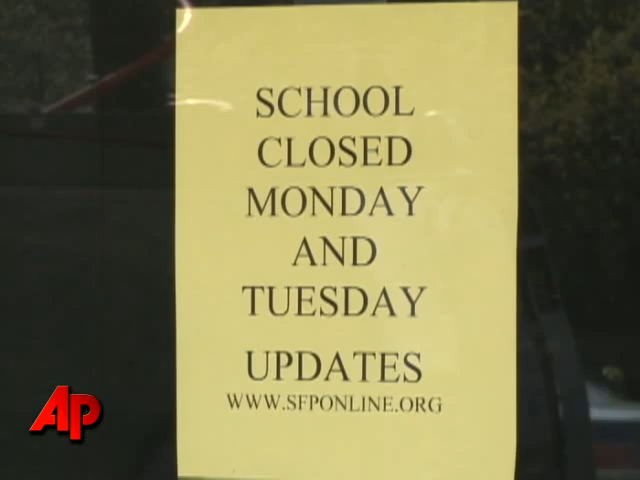 SCHOOL
CLOSED
MONDAY
AND
TUESDAY
UPDATES
WWW.SFPONLINE.ORG
AP